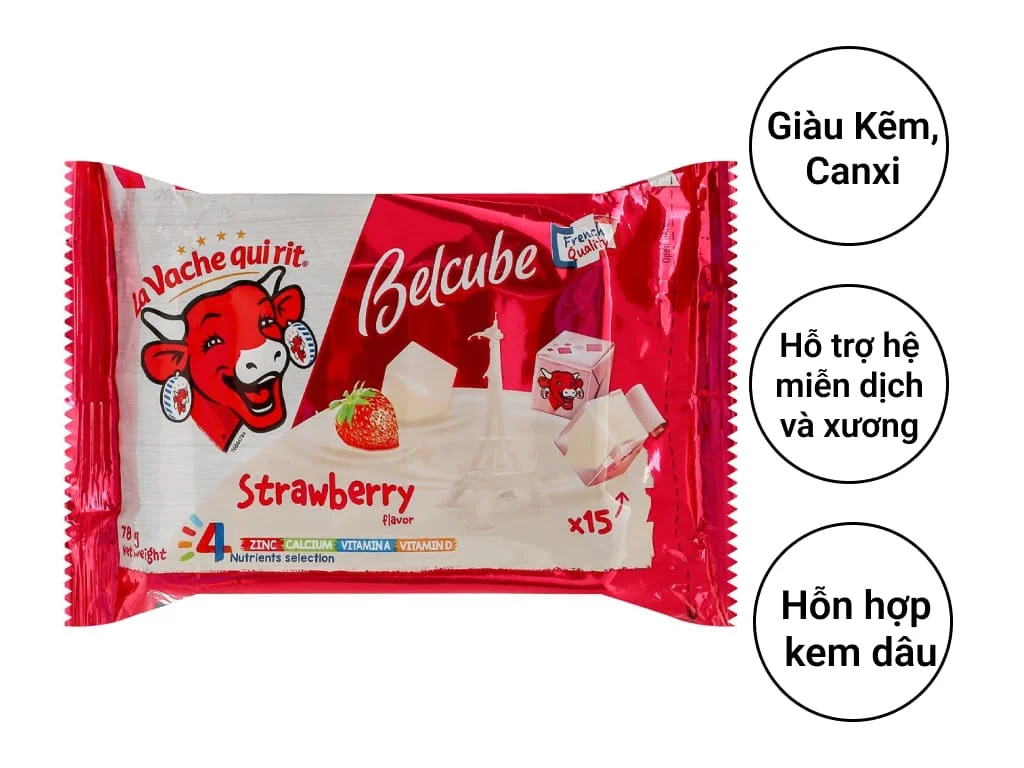 La Vache qui rit®
Belcube
French
Quality
Strawberry
flavor
x15
78 g
Net weight
4
ZINC CALCIUM VITAMIN A VITAMIN D
Nutrients selection
Giàu Kẽm,
Canxi
Hỗ trợ hệ
miễn dịch
và xương
Hỗn hợp
kem dâu